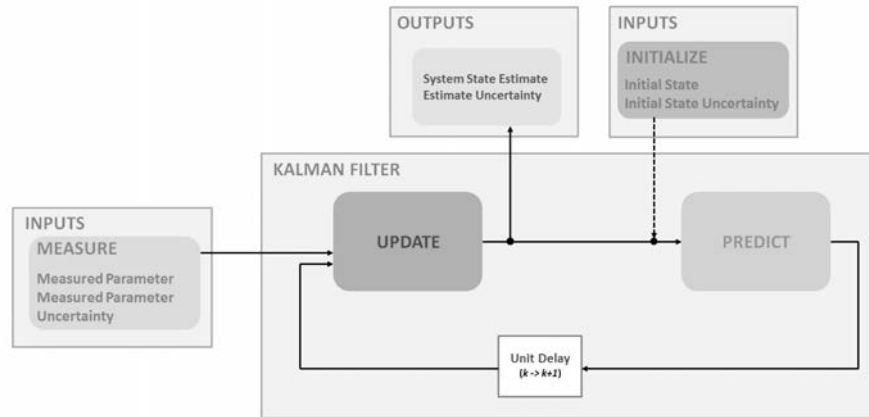 OUTPUTS
System State Estimate
Estimate Uncertainty
INPUTS
INITIALIZE
Initial State
Initial State Uncertainty
KALMAN FILTER
INPUTS
MEASURE
Measured Parameter
Measured Parameter
Uncertainty
UPDATE
PREDICT
Unit Delay
(k -> k+1)